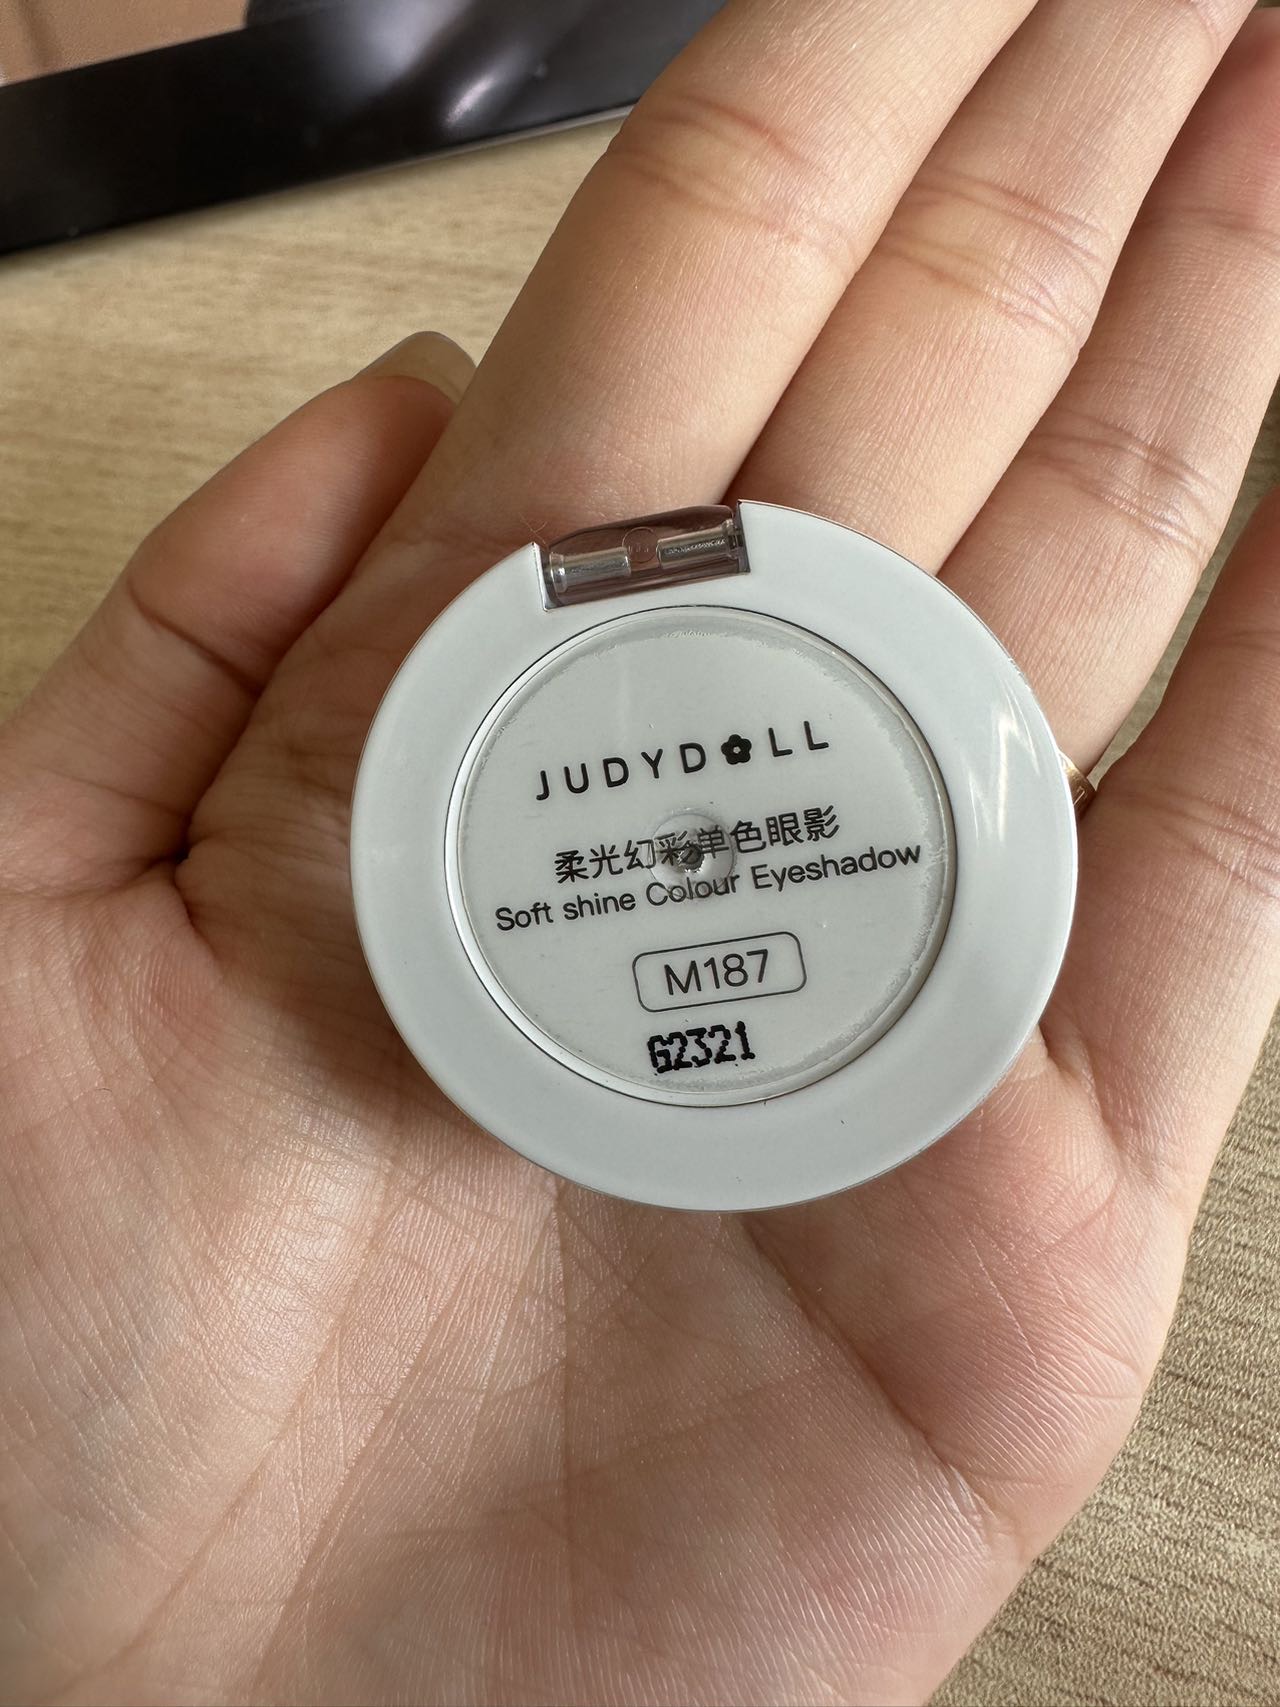 JUDYDOLL
柔光幻彩单色眼影
Soft shine Colour Eyeshadow
M187
G2321